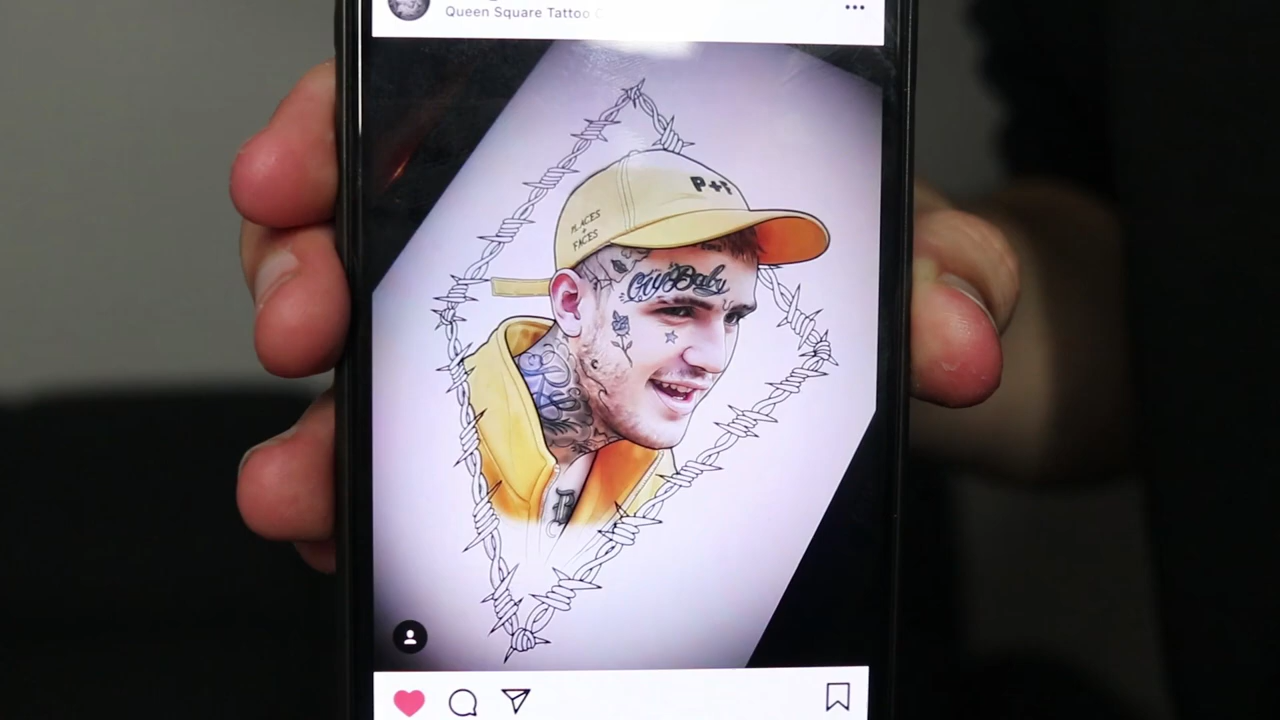 Queen Square Tattoo
P+F
PLACES
+
FACES
CryBaby